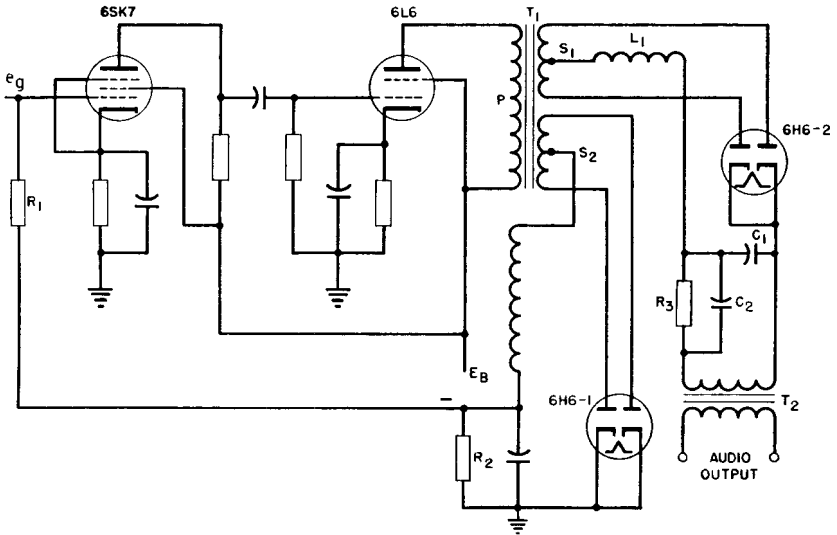 6SK7
6L6
T1
S1
L1
eg
P
6H6-2
S2
R1
C1
R3
C2
EB
–
6H6-1
T2
R2
AUDIO
OUTPUT